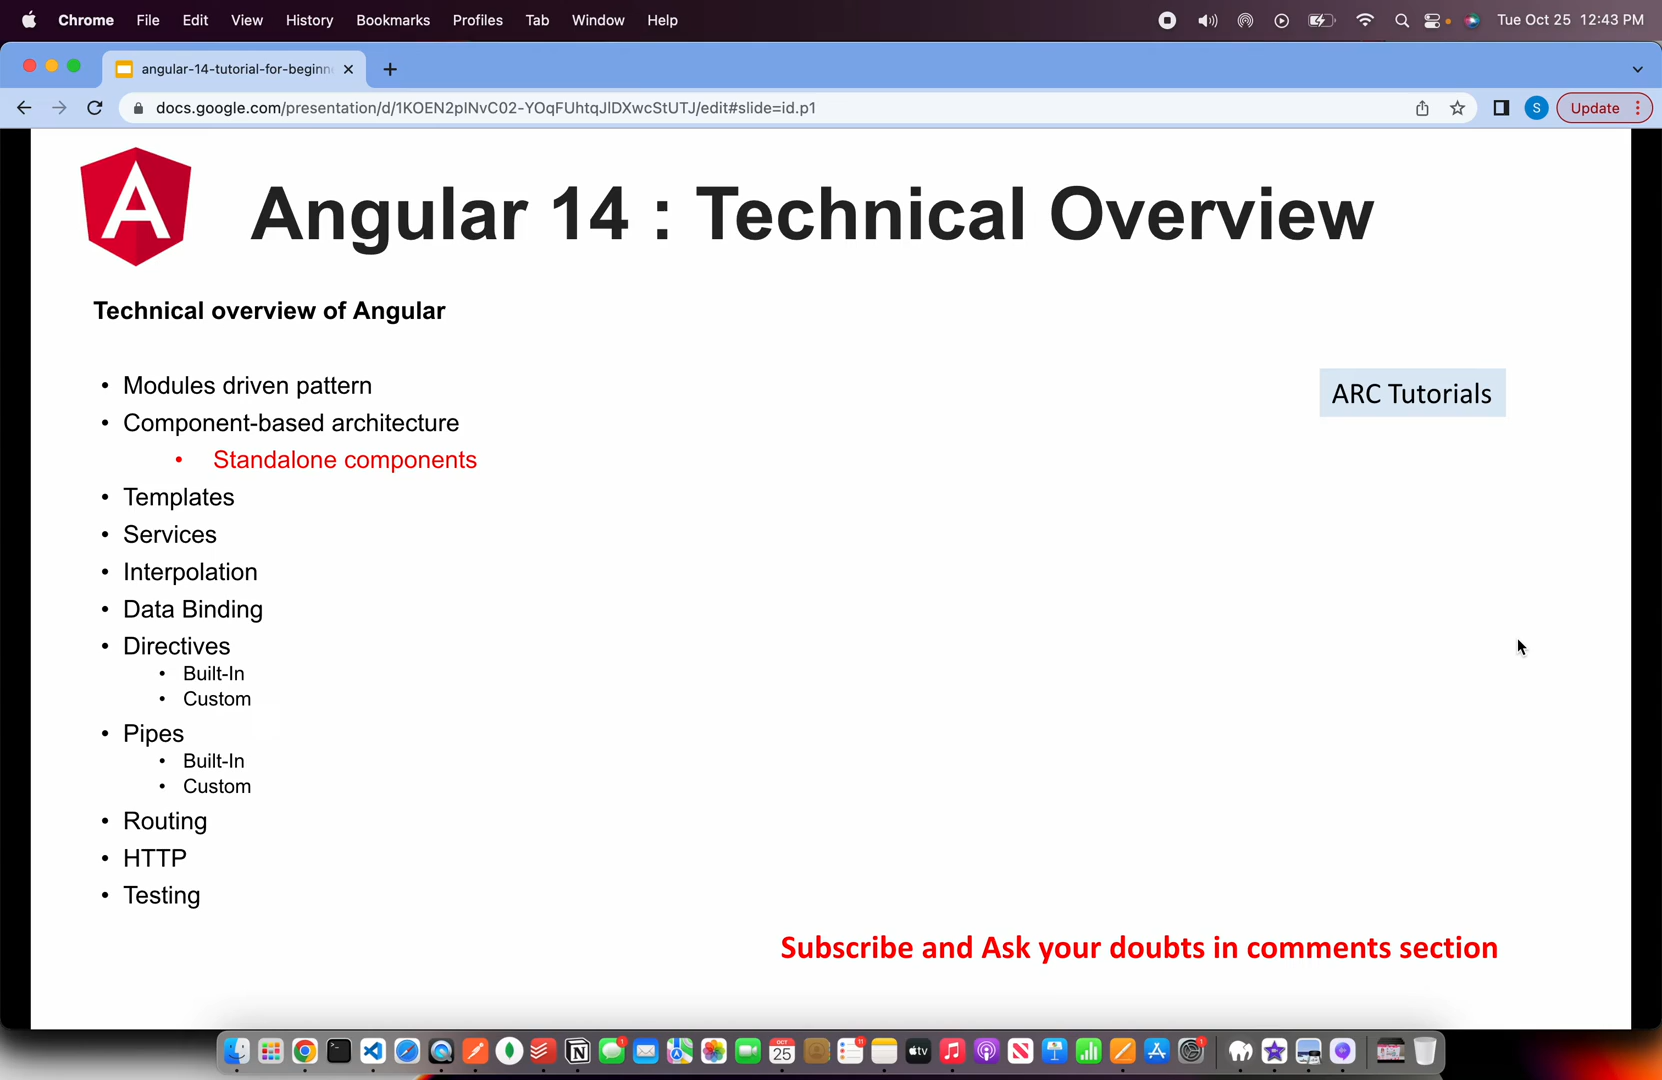 Chrome File Edit View History Bookmarks Profiles Tab Window Help Tue Oct 25 12:43 PM
angular-14-tutorial-for-beginn
docs.google.com/presentation/d/1KOEN2pINvC02-YOqFUhtqJIDXwcStUTJ/edit#slide=id.p1 S Update
A Angular 14 : Technical Overview
Technical overview of Angular
• Modules driven pattern
ARC Tutorials
• Component-based architecture
• Standalone components
• Templates
• Services
• Interpolation
• Data Binding
• Directives
• Built-In
• Custom
• Pipes
• Built-In
• Custom
• Routing
• HTTP
• Testing
Subscribe and Ask your doubts in comments section
OCT
25
tv